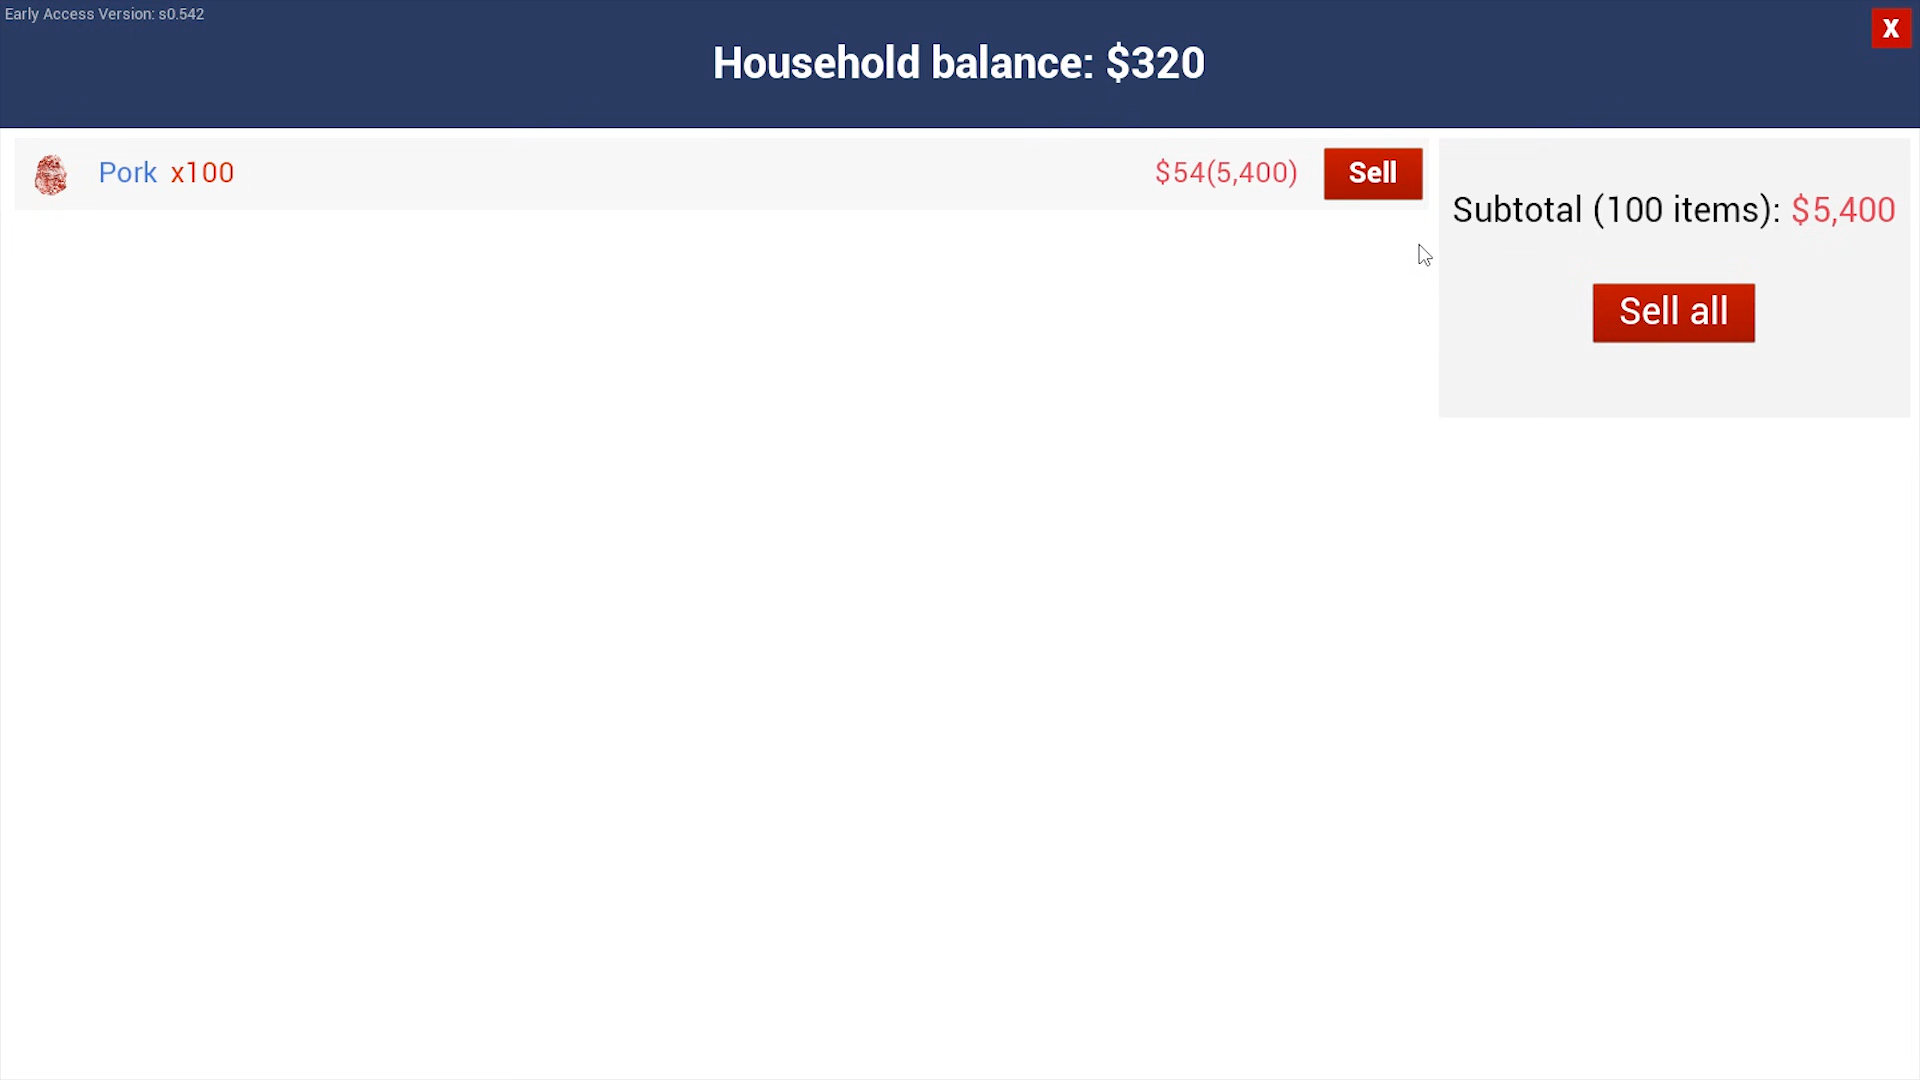 Early Access Version: s0.542
X
Household balance: $320
Pork x100 $54(5,400) Sell
Subtotal (100 items): $5,400
Sell all